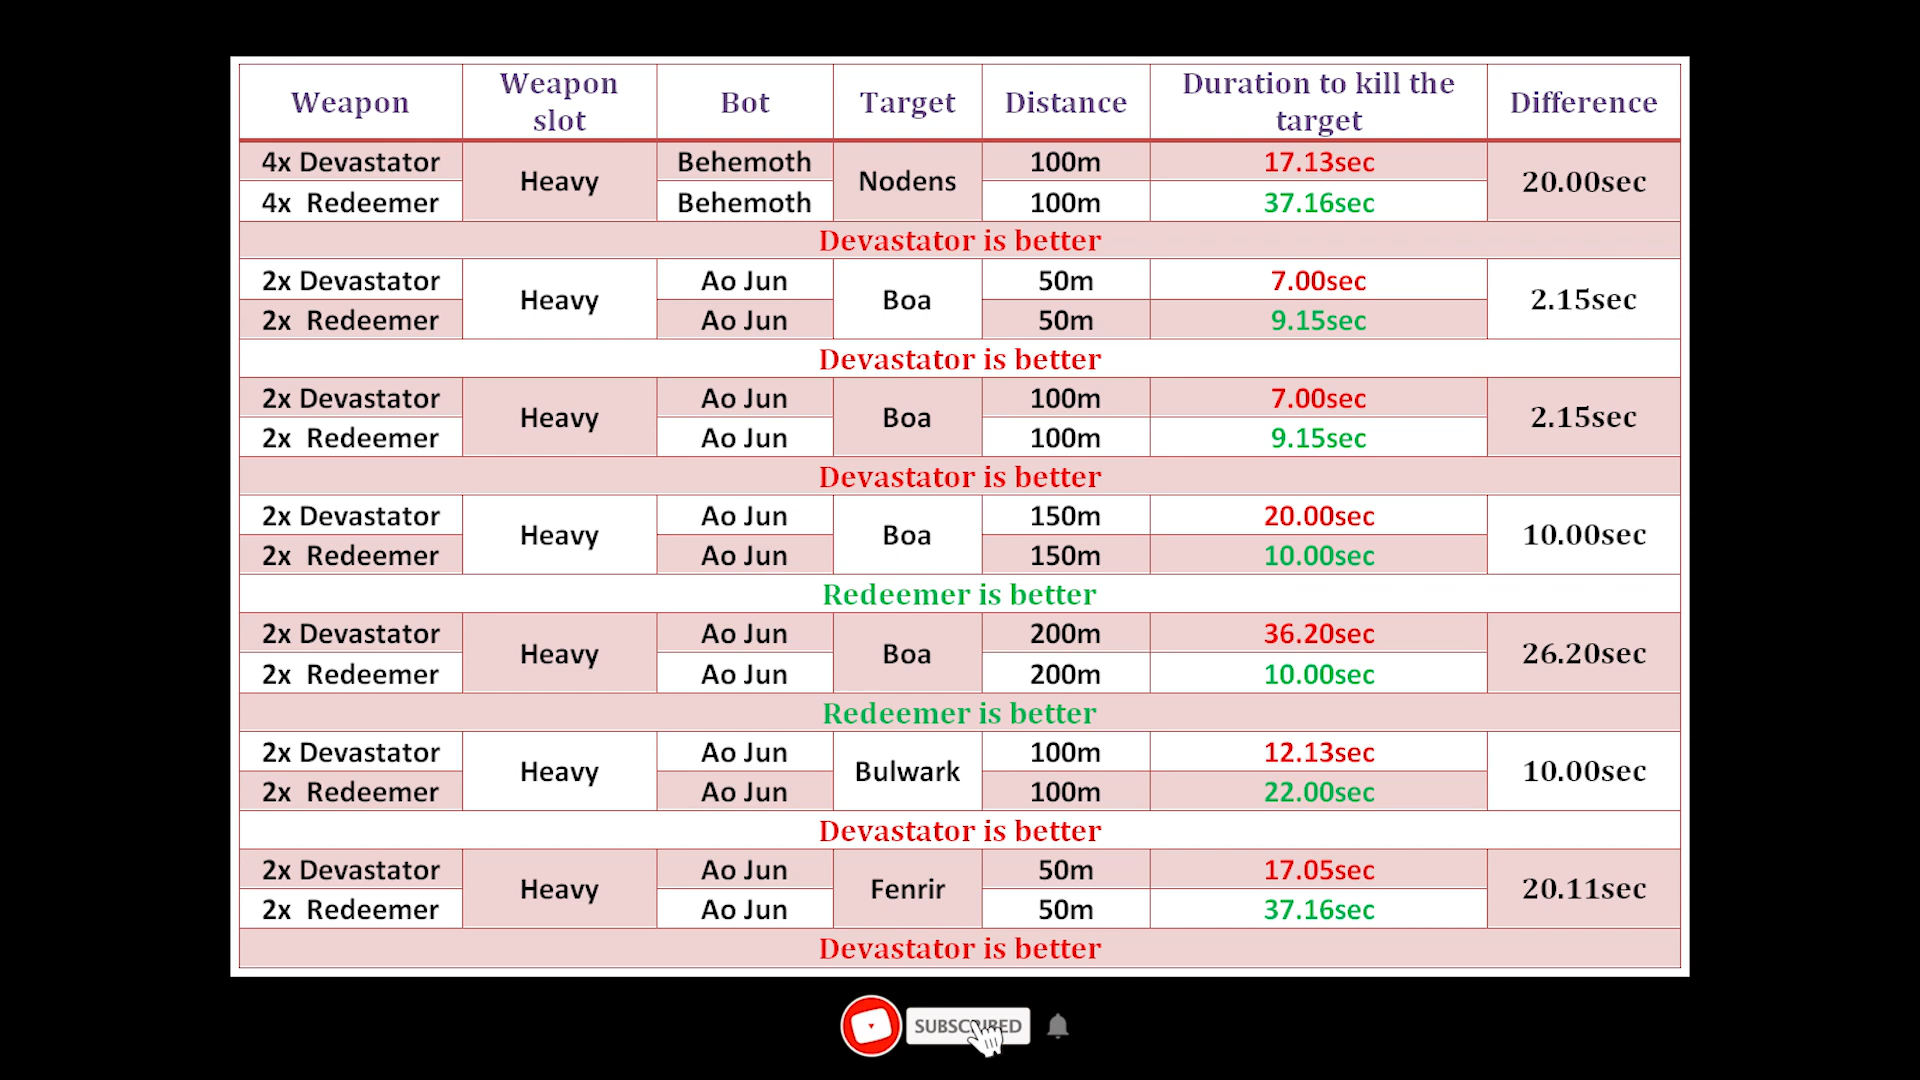 Weapon Weapon slot Bot Target Distance Duration to kill the target Difference
4x Devastator Heavy Behemoth Nodens 100m 17.13sec 20.00sec
4x Redeemer Behemoth 100m 37.16sec
Devastator is better
2x Devastator Heavy Ao Jun Boa 50m 7.00sec 2.15sec
2x Redeemer Ao Jun 50m 9.15sec
Devastator is better
2x Devastator Heavy Ao Jun Boa 100m 7.00sec 2.15sec
2x Redeemer Ao Jun 100m 9.15sec
Devastator is better
2x Devastator Heavy Ao Jun Boa 150m 20.00sec 10.00sec
2x Redeemer Ao Jun 150m 10.00sec
Redeemer is better
2x Devastator Heavy Ao Jun Boa 200m 36.20sec 26.20sec
2x Redeemer Ao Jun 200m 10.00sec
Redeemer is better
2x Devastator Heavy Ao Jun Bulwark 100m 12.13sec 10.00sec
2x Redeemer Ao Jun 100m 22.00sec
Devastator is better
2x Devastator Heavy Ao Jun Fenrir 50m 17.05sec 20.11sec
2x Redeemer Ao Jun 50m 37.16sec
Devastator is better
SUBSCRIBED